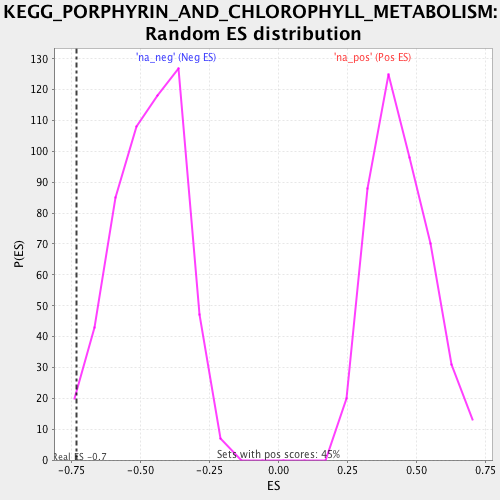 KEGG_PORPHYRIN_AND_CHLOROPHYLL_METABOLISM:
Random ES distribution
'na_neg' (Neg ES)
'na_pos' (Pos ES)
130
120
110
100
90
80
70
60
50
40
30
20
10
0
P(ES)
Real ES -0.7
Sets with pos scores: 45%
-0.75
-0.50
-0.25
0.00
0.25
0.50
0.75
ES